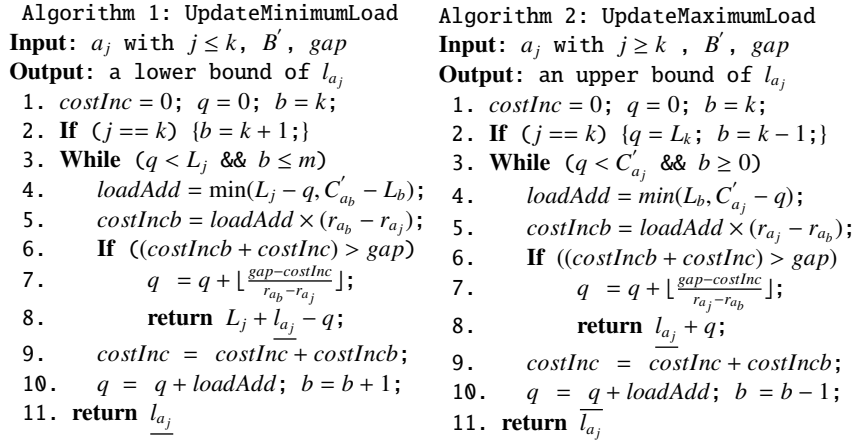 Algorithm 1: UpdateMinimumLoad
Input: a_j with j ≤ k, B′, gap
Output: a lower bound of l_{a_j}
1. costInc = 0; q = 0; b = k;
2. If (j == k) {b = k + 1;}
3. While (q < L_j && b ≤ m)
4. loadAdd = min(L_j − q, C′_{a_b} − L_b);
5. costIncb = loadAdd × (r_{a_b} − r_{a_j});
6. If ((costIncb + costInc) > gap)
7. q = q + ⌊\frac{gap−costInc}{r_{a_b}−r_{a_j}}⌋;
8. return L_j + \underline{l_{a_j}} − q;
9. costInc = costInc + costIncb;
10. q = q + loadAdd; b = b + 1;
11. return \underline{l_{a_j}}
Algorithm 2: UpdateMaximumLoad
Input: a_j with j ≥ k , B′, gap
Output: an upper bound of l_{a_j}
1. costInc = 0; q = 0; b = k;
2. If (j == k) {q = L_k; b = k − 1;}
3. While (q < C′_{a_j} && b ≥ 0)
4. loadAdd = min(L_b, C′_{a_j} − q);
5. costIncb = loadAdd × (r_{a_j} − r_{a_b});
6. If ((costIncb + costInc) > gap)
7. q = q + ⌊\frac{gap−costInc}{r_{a_j}−r_{a_b}}⌋;
8. return \underline{l_{a_j}} + q;
9. costInc = costInc + costIncb;
10. q = q + loadAdd; b = b − 1;
11. return \overline{l_{a_j}}